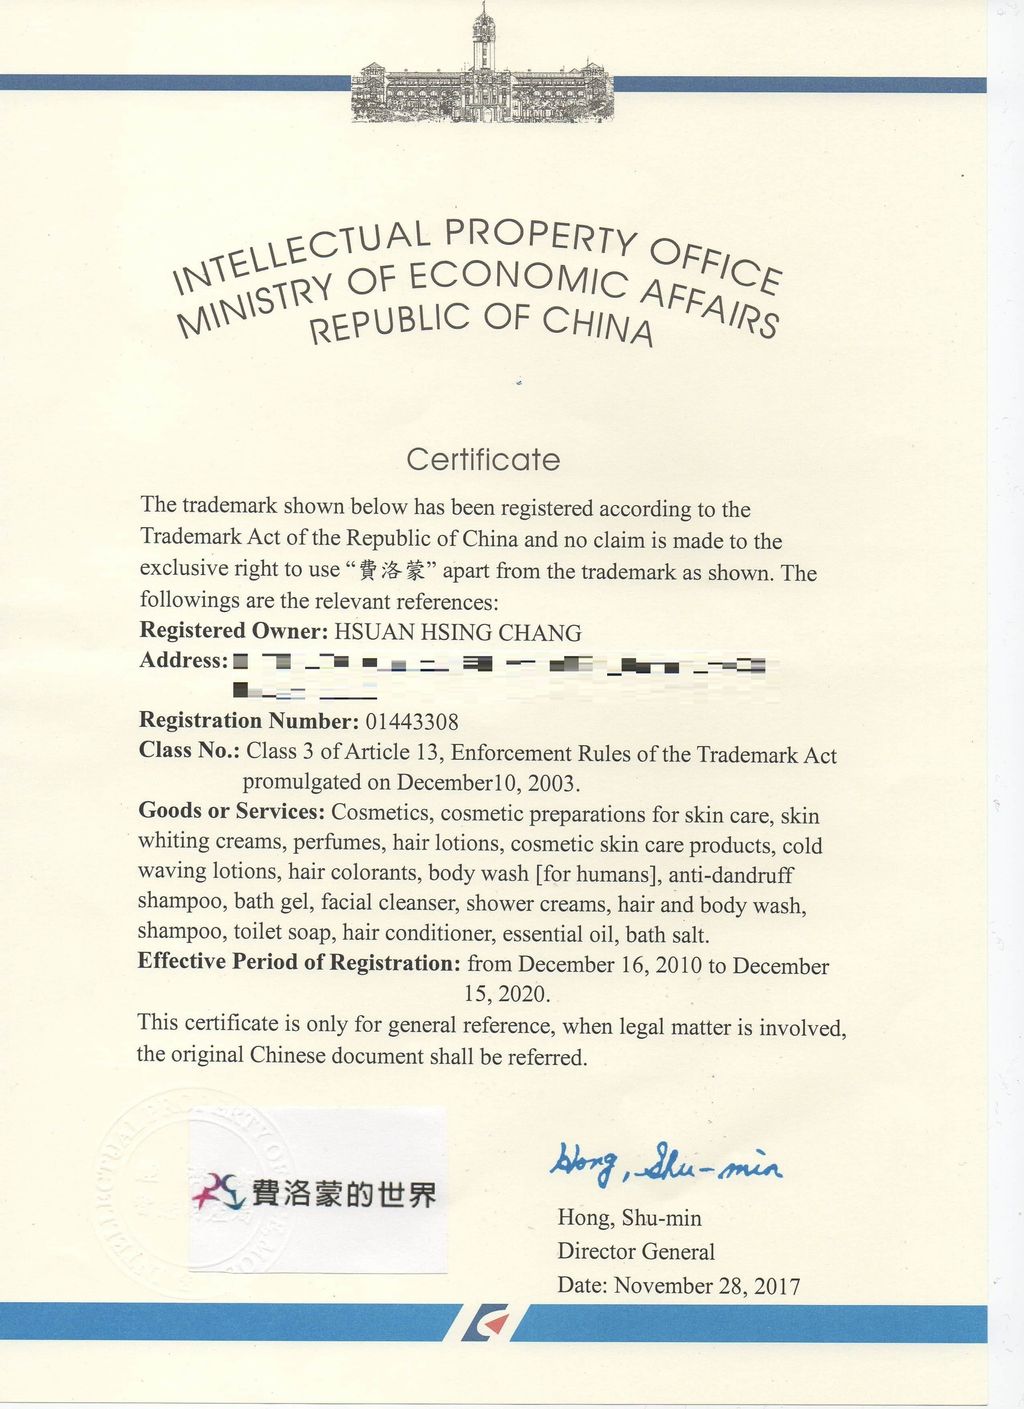 INTELLECTUAL PROPERTY OFFICE
MINISTRY OF ECONOMIC AFFAIRS
REPUBLIC OF CHINA
Certificate
The trademark shown below has been registered according to the
Trademark Act of the Republic of China and no claim is made to the
exclusive right to use “費洛蒙” apart from the trademark as shown. The
followings are the relevant references:
Registered Owner: HSUAN HSING CHANG
Address:
Registration Number: 01443308
Class No.: Class 3 of Article 13, Enforcement Rules of the Trademark Act
promulgated on December10, 2003.
Goods or Services: Cosmetics, cosmetic preparations for skin care, skin
whiting creams, perfumes, hair lotions, cosmetic skin care products, cold
waving lotions, hair colorants, body wash [for humans], anti-dandruff
shampoo, bath gel, facial cleanser, shower creams, hair and body wash,
shampoo, toilet soap, hair conditioner, essential oil, bath salt.
Effective Period of Registration: from December 16, 2010 to December
15, 2020.
This certificate is only for general reference, when legal matter is involved,
the original Chinese document shall be referred.
費洛蒙的世界
Hong, Shu-min
Hong, Shu-min
Director General
Date: November 28, 2017